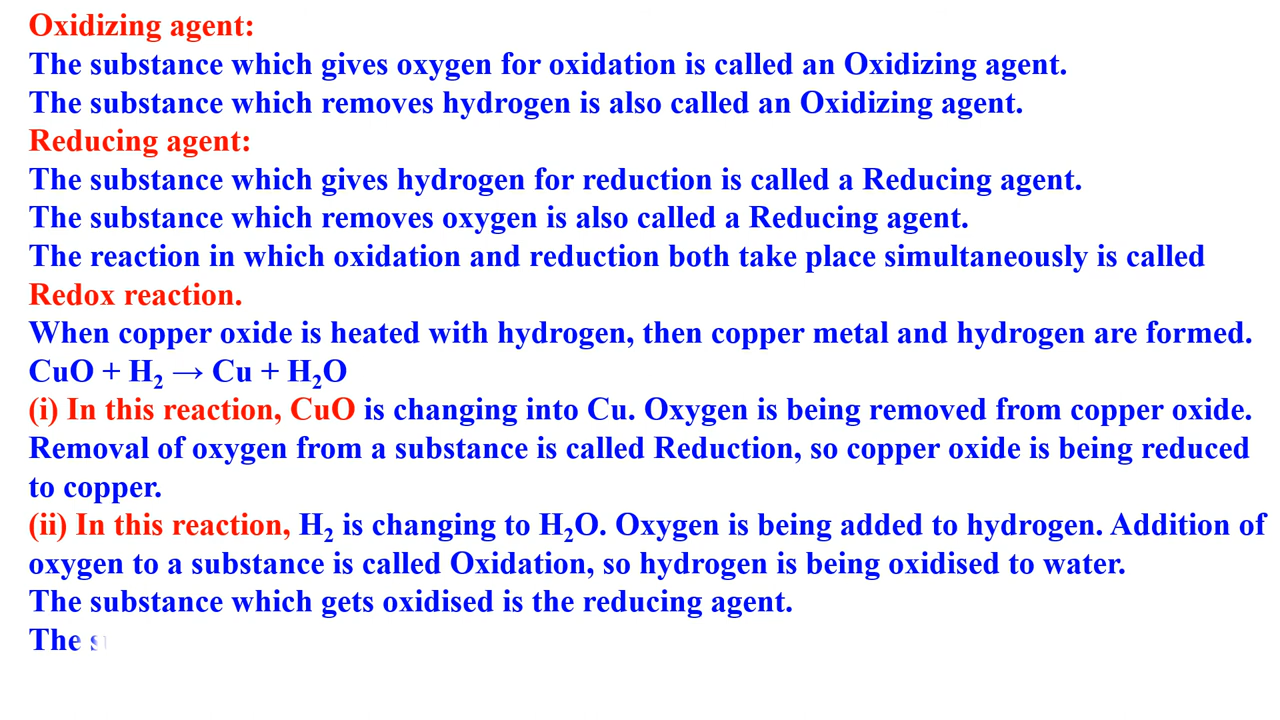 Oxidizing agent:
The substance which gives oxygen for oxidation is called an Oxidizing agent.
The substance which removes hydrogen is also called an Oxidizing agent.
Reducing agent:
The substance which gives hydrogen for reduction is called a Reducing agent.
The substance which removes oxygen is also called a Reducing agent.
The reaction in which oxidation and reduction both take place simultaneously is called
Redox reaction.
When copper oxide is heated with hydrogen, then copper metal and hydrogen are formed.
CuO + H₂ → Cu + H₂O
(i) In this reaction, CuO is changing into Cu. Oxygen is being removed from copper oxide.
Removal of oxygen from a substance is called Reduction, so copper oxide is being reduced
to copper.
(ii) In this reaction, H₂ is changing to H₂O. Oxygen is being added to hydrogen. Addition of
oxygen to a substance is called Oxidation, so hydrogen is being oxidised to water.
The substance which gets oxidised is the reducing agent.
The